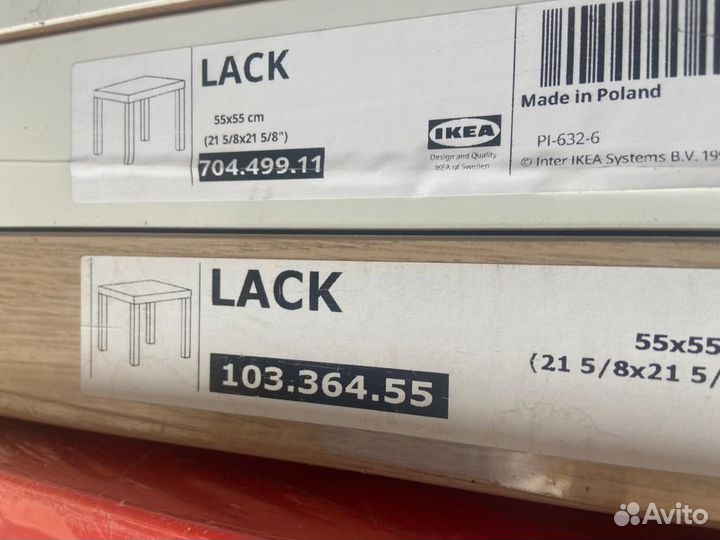 LACK
55x55 cm
(21 5/8x21 5/8")
704.499.11
IKEA
Design and Quality
IKEA of Sweden
Made in Poland
PI-632-6
© Inter IKEA Systems B.V. 199
LACK
103.364.55
55x55
(21 5/8x21 5/
Avito